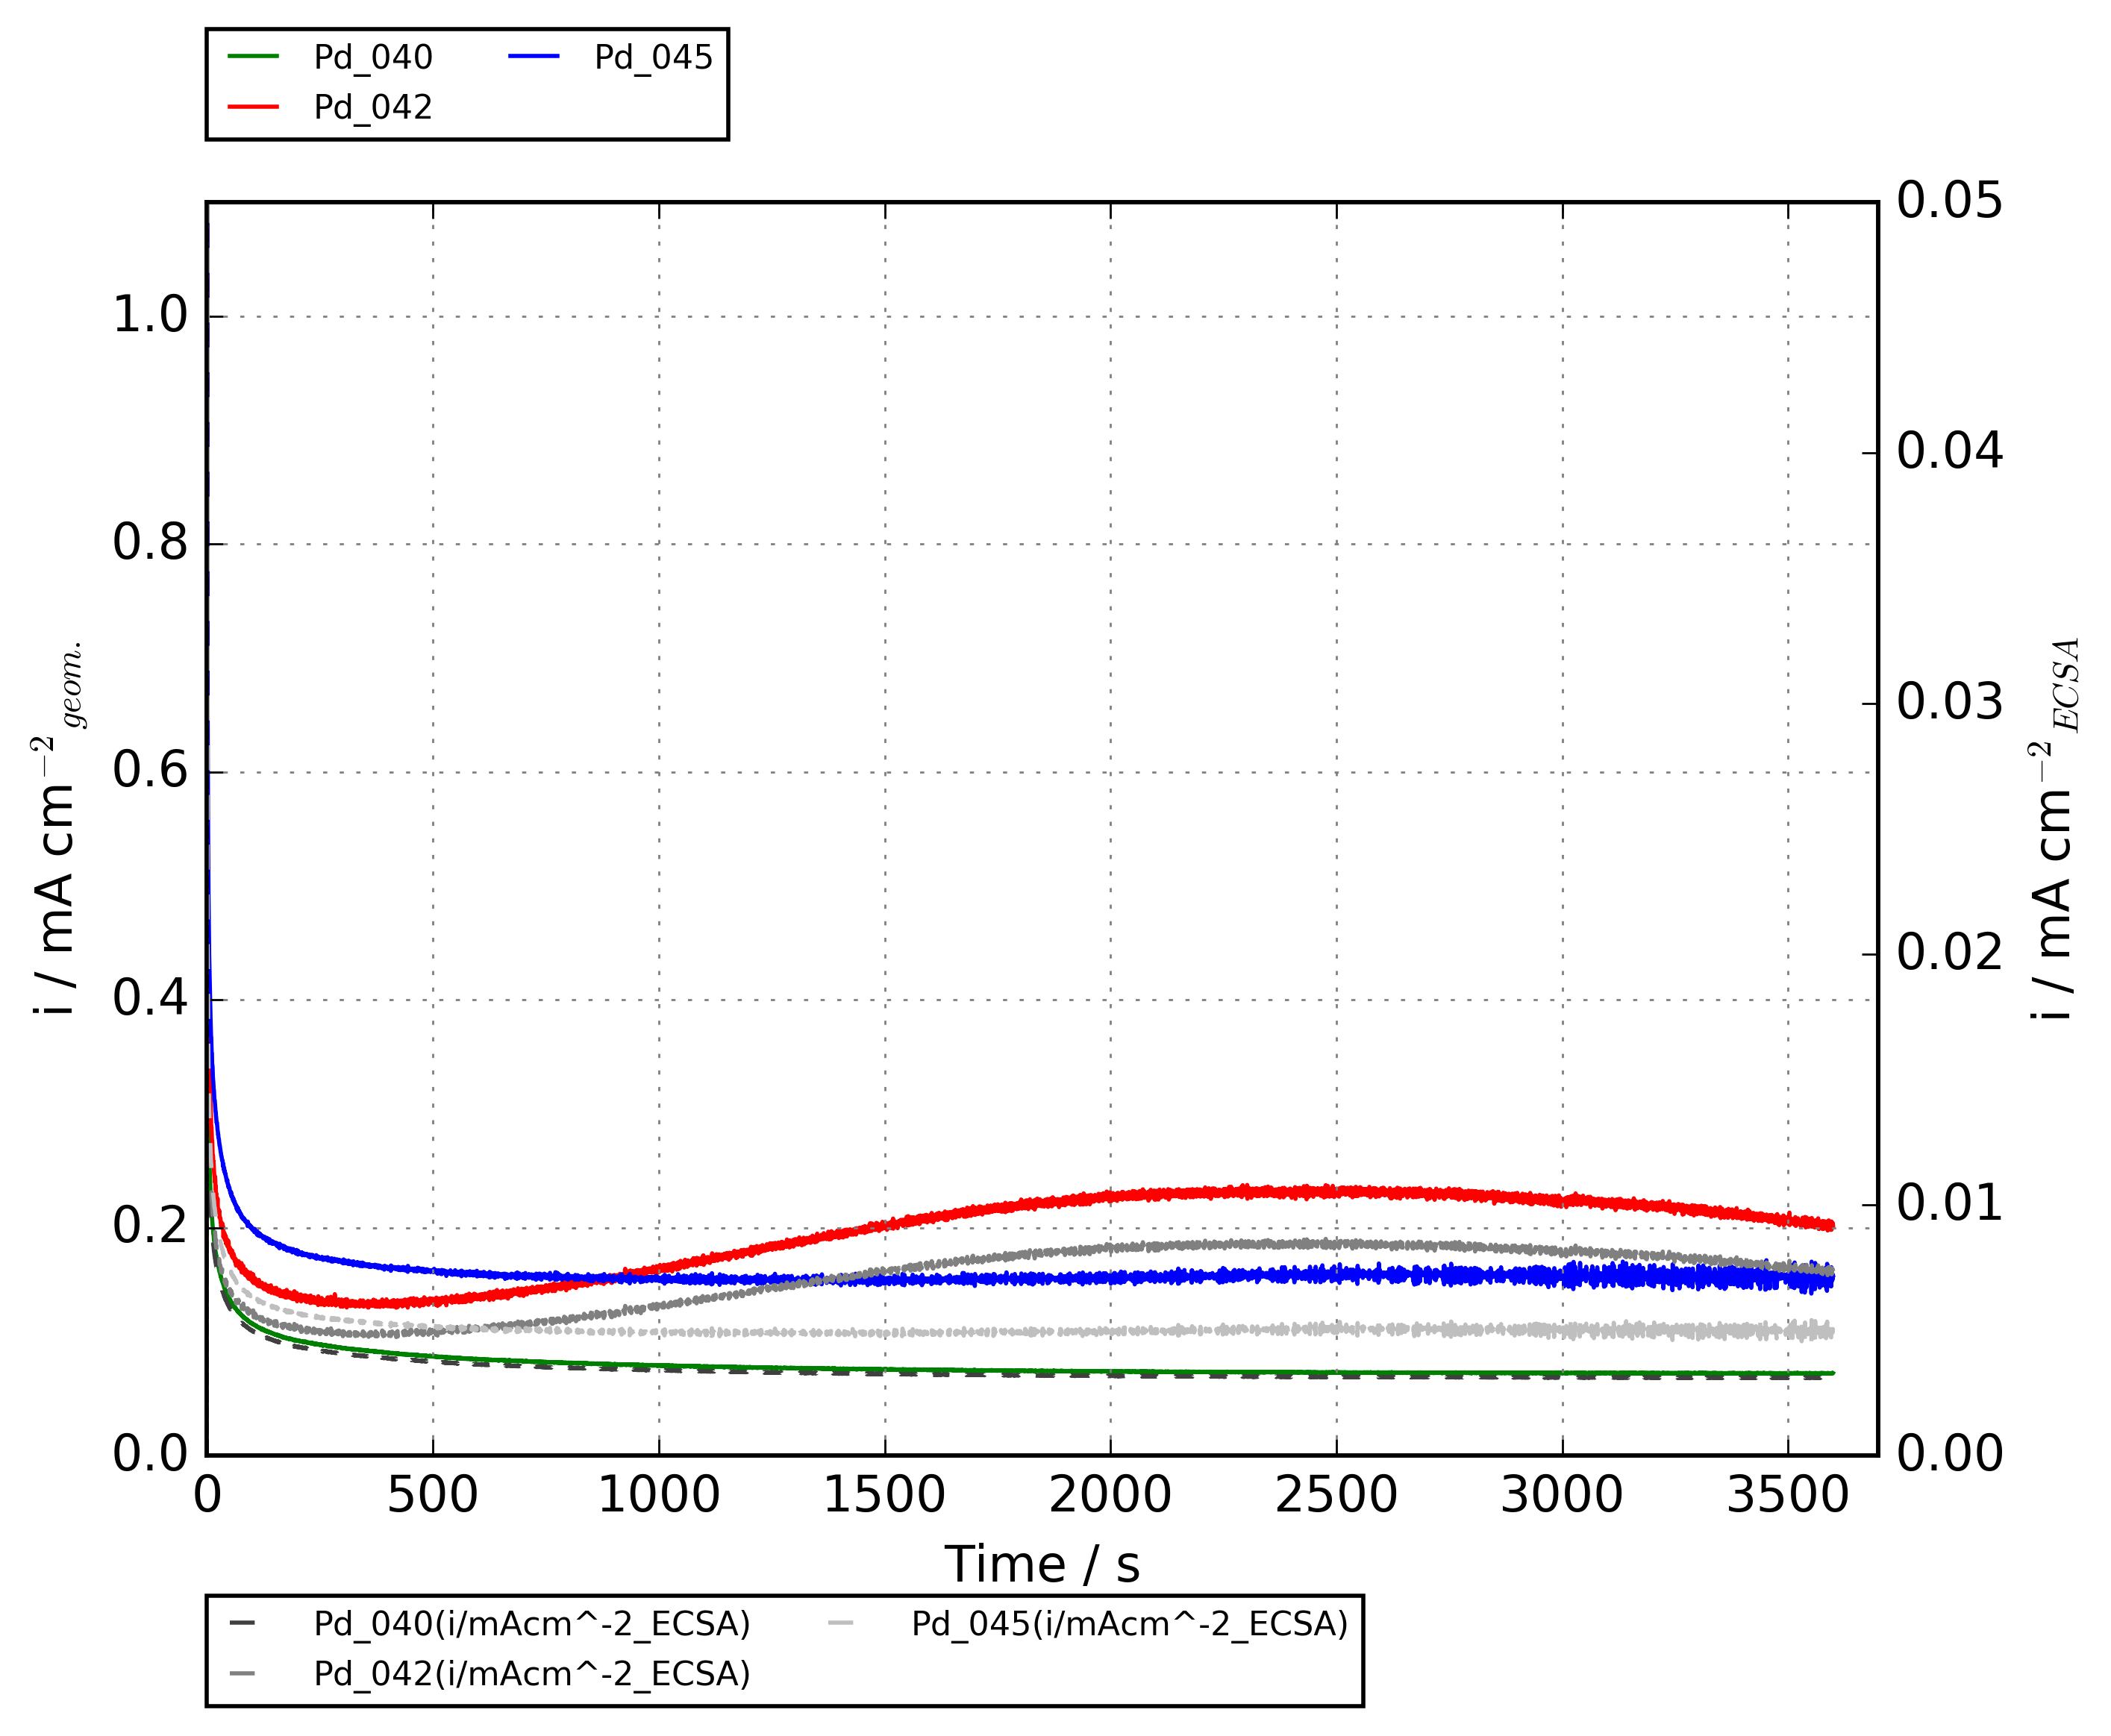 Pd_040 Pd_045
Pd_042
0.05
1.0
0.04
0.8
0.03
0.6
i / mA cm⁻² geom.
i / mA cm⁻² ECSA
0.02
0.4
0.01
0.2
0.0 0.00
0 500 1000 1500 2000 2500 3000 3500
Time / s
Pd_040(i/mAcm^-2_ECSA) Pd_045(i/mAcm^-2_ECSA)
Pd_042(i/mAcm^-2_ECSA)